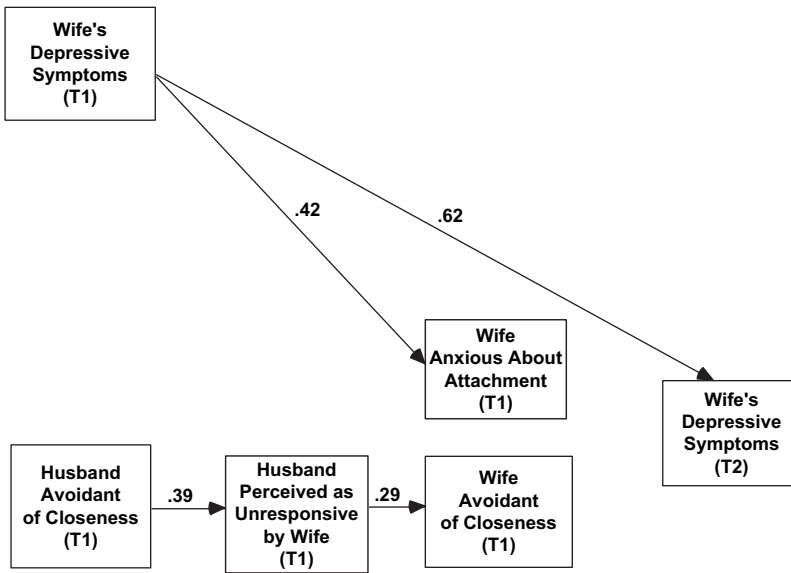 Wife's
Depressive
Symptoms
(T1)
.42
.62
Wife
Anxious About
Attachment
(T1)
Wife's
Depressive
Symptoms
(T2)
Husband
Avoidant
of Closeness
(T1)
.39
Husband
Perceived as
Unresponsive
by Wife
(T1)
.29
Wife
Avoidant
of Closeness
(T1)